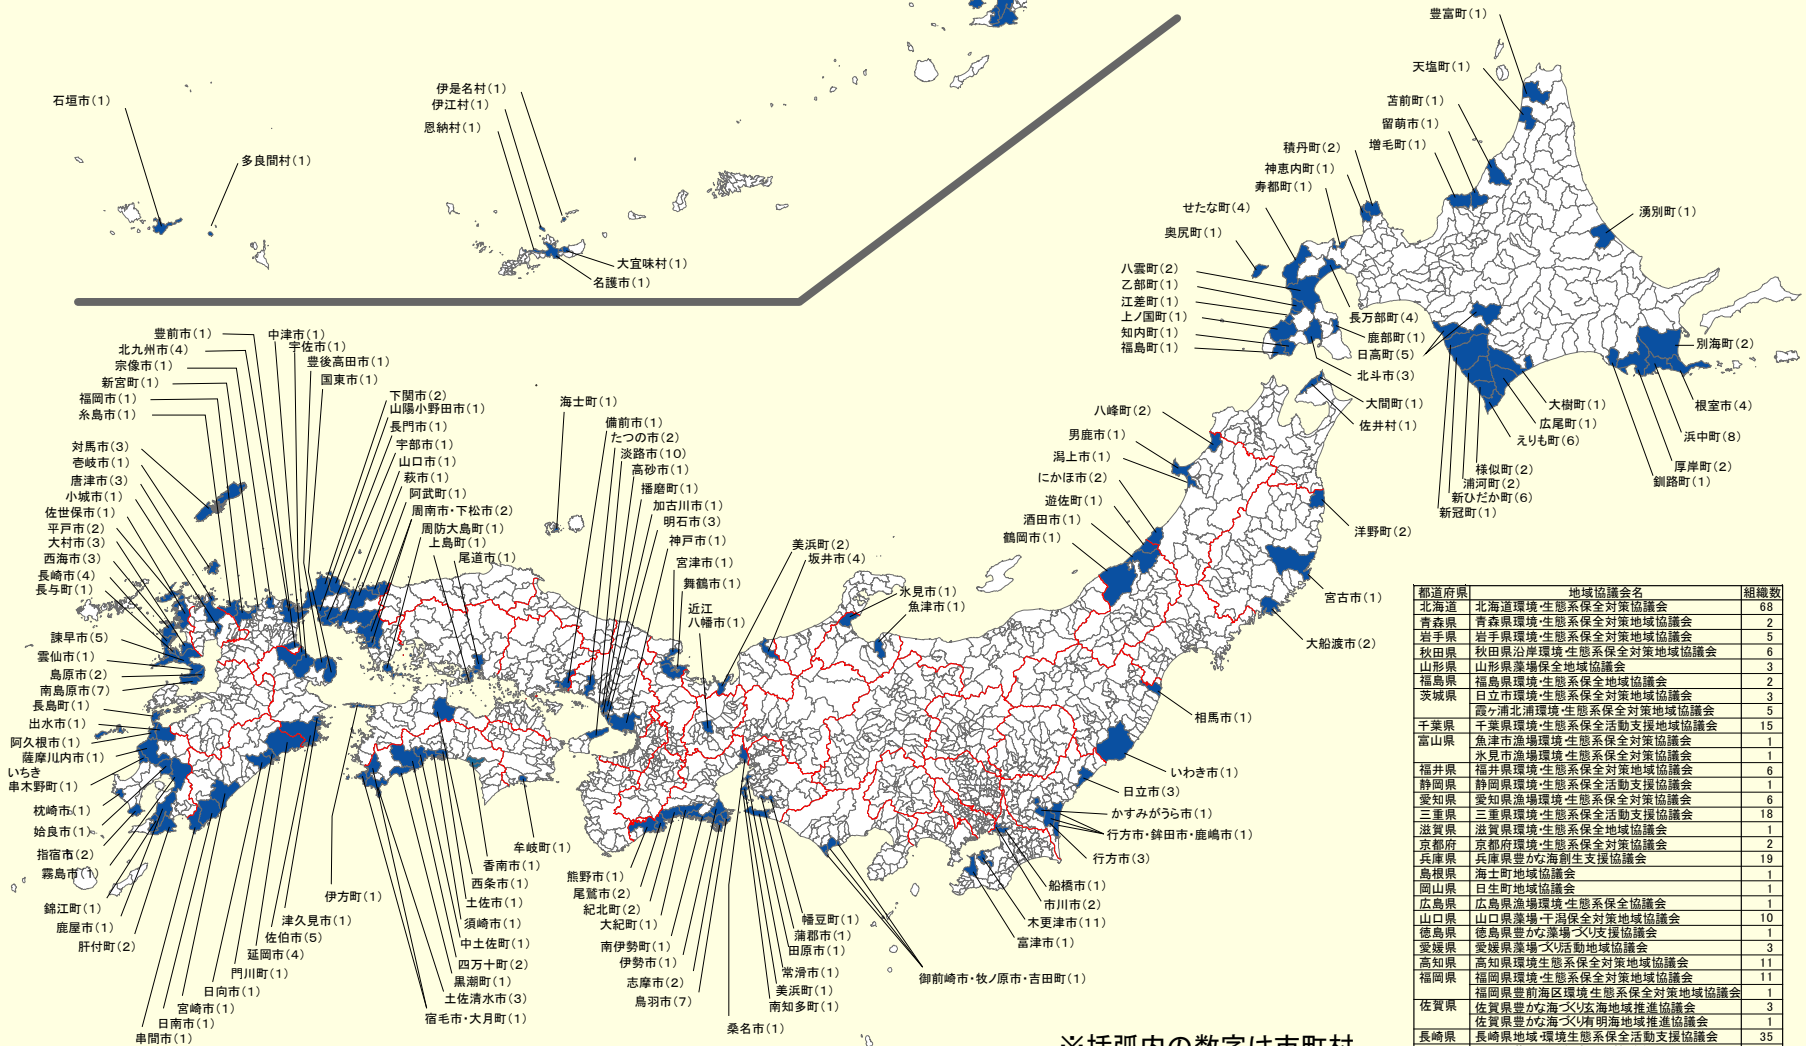 石垣市(1)
多良間村(1)
伊是名村(1)
伊江村(1)
恩納村(1)
大宜味村(1)
名護市(1)
豊富町(1)
天塩町(1)
苫前町(1)
留萌市(1)
増毛町(1)
積丹町(2)
神恵内町(1)
寿都町(1)
せたな町(4)
奥尻町(1)
八雲町(2)
乙部町(1)
江差町(1)
上ノ国町(1)
知内町(1)
福島町(1)
湧別町(1)
長万部町(4)
鹿部町(1)
日高町(5)
北斗市(3)
別海町(2)
根室市(4)
浜中町(8)
厚岸町(2)
釧路町(1)
大樹町(1)
広尾町(1)
えりも町(6)
様似町(2)
浦河町(2)
新ひだか町(6)
新冠町(1)
大間町(1)
佐井村(1)
八峰町(2)
男鹿市(1)
潟上市(1)
にかほ市(2)
遊佐町(1)
酒田市(1)
鶴岡市(1)
洋野町(2)
宮古市(1)
大船渡市(2)
相馬市(1)
いわき市(1)
日立市(3)
かすみがうら市(1)
行方市・鉾田市・鹿嶋市(1)
行方市(3)
船橋市(1)
市川市(2)
木更津市(11)
富津市(1)
御前崎市・牧ノ原市・吉田町(1)
豊前市(1)
中津市(1)
宇佐市(1)
北九州市(4)
豊後高田市(1)
宗像市(1)
国東市(1)
新宮町(1)
福岡市(1)
糸島市(1)
下関市(2)
山陽小野田市(1)
長門市(1)
宇部市(1)
山口市(1)
萩市(1)
阿武町(1)
周南市・下松市(2)
周防大島町(1)
上島町(1)
尾道市(1)
海士町(1)
備前市(1)
たつの市(2)
淡路市(10)
高砂市(1)
播磨町(1)
加古川市(1)
明石市(3)
神戸市(1)
宮津市(1)
舞鶴市(1)
近江
八幡市(1)
美浜町(2)
坂井市(4)
氷見市(1)
魚津市(1)
対馬市(3)
壱岐市(1)
唐津市(3)
小城市(1)
佐世保市(1)
平戸市(2)
大村市(3)
西海市(3)
長崎市(4)
長与町(1)
諫早市(5)
雲仙市(1)
島原市(2)
南島原市(7)
長島町(1)
出水市(1)
阿久根市(1)
薩摩川内市(1)
いちき
串木野町(1)
枕崎市(1)
姶良市(1)
指宿市(2)
霧島市(1)
錦江町(1)
鹿屋市(1)
肝付町(2)
串間市(1)
日南市(1)
宮崎市(1)
日向市(1)
門川町(1)
延岡市(4)
佐伯市(5)
津久見市(1)
伊方町(1)
牟岐町(1)
香南市(1)
西条市(1)
土佐市(1)
須崎市(1)
中土佐町(1)
四万十町(2)
黒潮町(1)
土佐清水市(3)
宿毛市・大月町(1)
熊野市(1)
尾鷲市(2)
紀北町(2)
大紀町(1)
南伊勢町(1)
伊勢市(1)
志摩市(2)
鳥羽市(7)
桑名市(1)
幡豆町(1)
蒲郡市(1)
田原市(1)
常滑市(1)
美浜町(1)
南知多町(1)
※括弧内の数字は市町村
都道府県 地域協議会名 組織数
北海道 北海道環境・生態系保全対策協議会 68
青森県 青森県環境・生態系保全対策地域協議会 2
岩手県 岩手県環境・生態系保全対策地域協議会 5
秋田県 秋田県沿岸環境・生態系保全対策地域協議会 6
山形県 山形県藻場保全地域協議会 3
福島県 福島県環境・生態系保全地域協議会 2
茨城県 日立市環境・生態系保全対策地域協議会 3
霞ヶ浦北浦環境・生態系保全対策地域協議会 5
千葉県 千葉県環境・生態系保全活動支援地域協議会 15
富山県 魚津市漁場環境・生態系保全対策協議会 1
氷見市漁場環境・生態系保全対策協議会 1
福井県 福井県環境・生態系保全対策地域協議会 6
静岡県 静岡県環境・生態系保全活動支援協議会 1
愛知県 愛知県漁場環境・生態系保全対策協議会 6
三重県 三重県環境・生態系保全活動支援協議会 18
滋賀県 滋賀県環境・生態系保全地域協議会 1
京都府 京都府環境・生態系保全対策協議会 2
兵庫県 兵庫県豊かな海創生支援協議会 19
島根県 海士町地域協議会 1
岡山県 日生町地域協議会 1
広島県 広島県漁場環境・生態系保全協議会 1
山口県 山口県藻場・干潟保全対策地域協議会 10
徳島県 徳島県豊かな藻場づくり支援協議会 1
愛媛県 愛媛県藻場づくり活動地域協議会 3
高知県 高知県環境生態系保全対策地域協議会 11
福岡県 福岡県環境・生態系保全対策地域協議会 11
福岡県豊前海区環境生態系保全対策地域協議会 1
佐賀県 佐賀県豊かな海づくり玄海地域推進協議会 3
佐賀県豊かな海づくり有明海地域推進協議会 1
長崎県 長崎県地域・環境生態系保全活動支援協議会 35